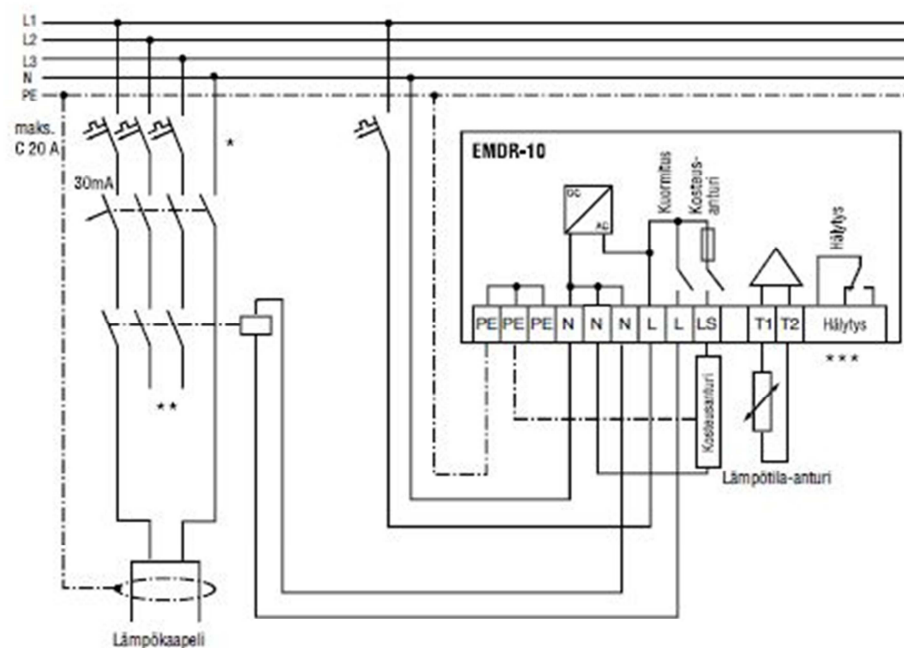 L1
L2
L3
N
PE
maks.
C 20 A
*
30mA
**
Lämpökaapeli
EMDR-10
DC
AC
Kuormitus
Kosteus-
anturi
Hälytys
PE PE PE N N N L L LS T1 T2 Hälytys
***
Kosteusanturi
Lämpötila-anturi